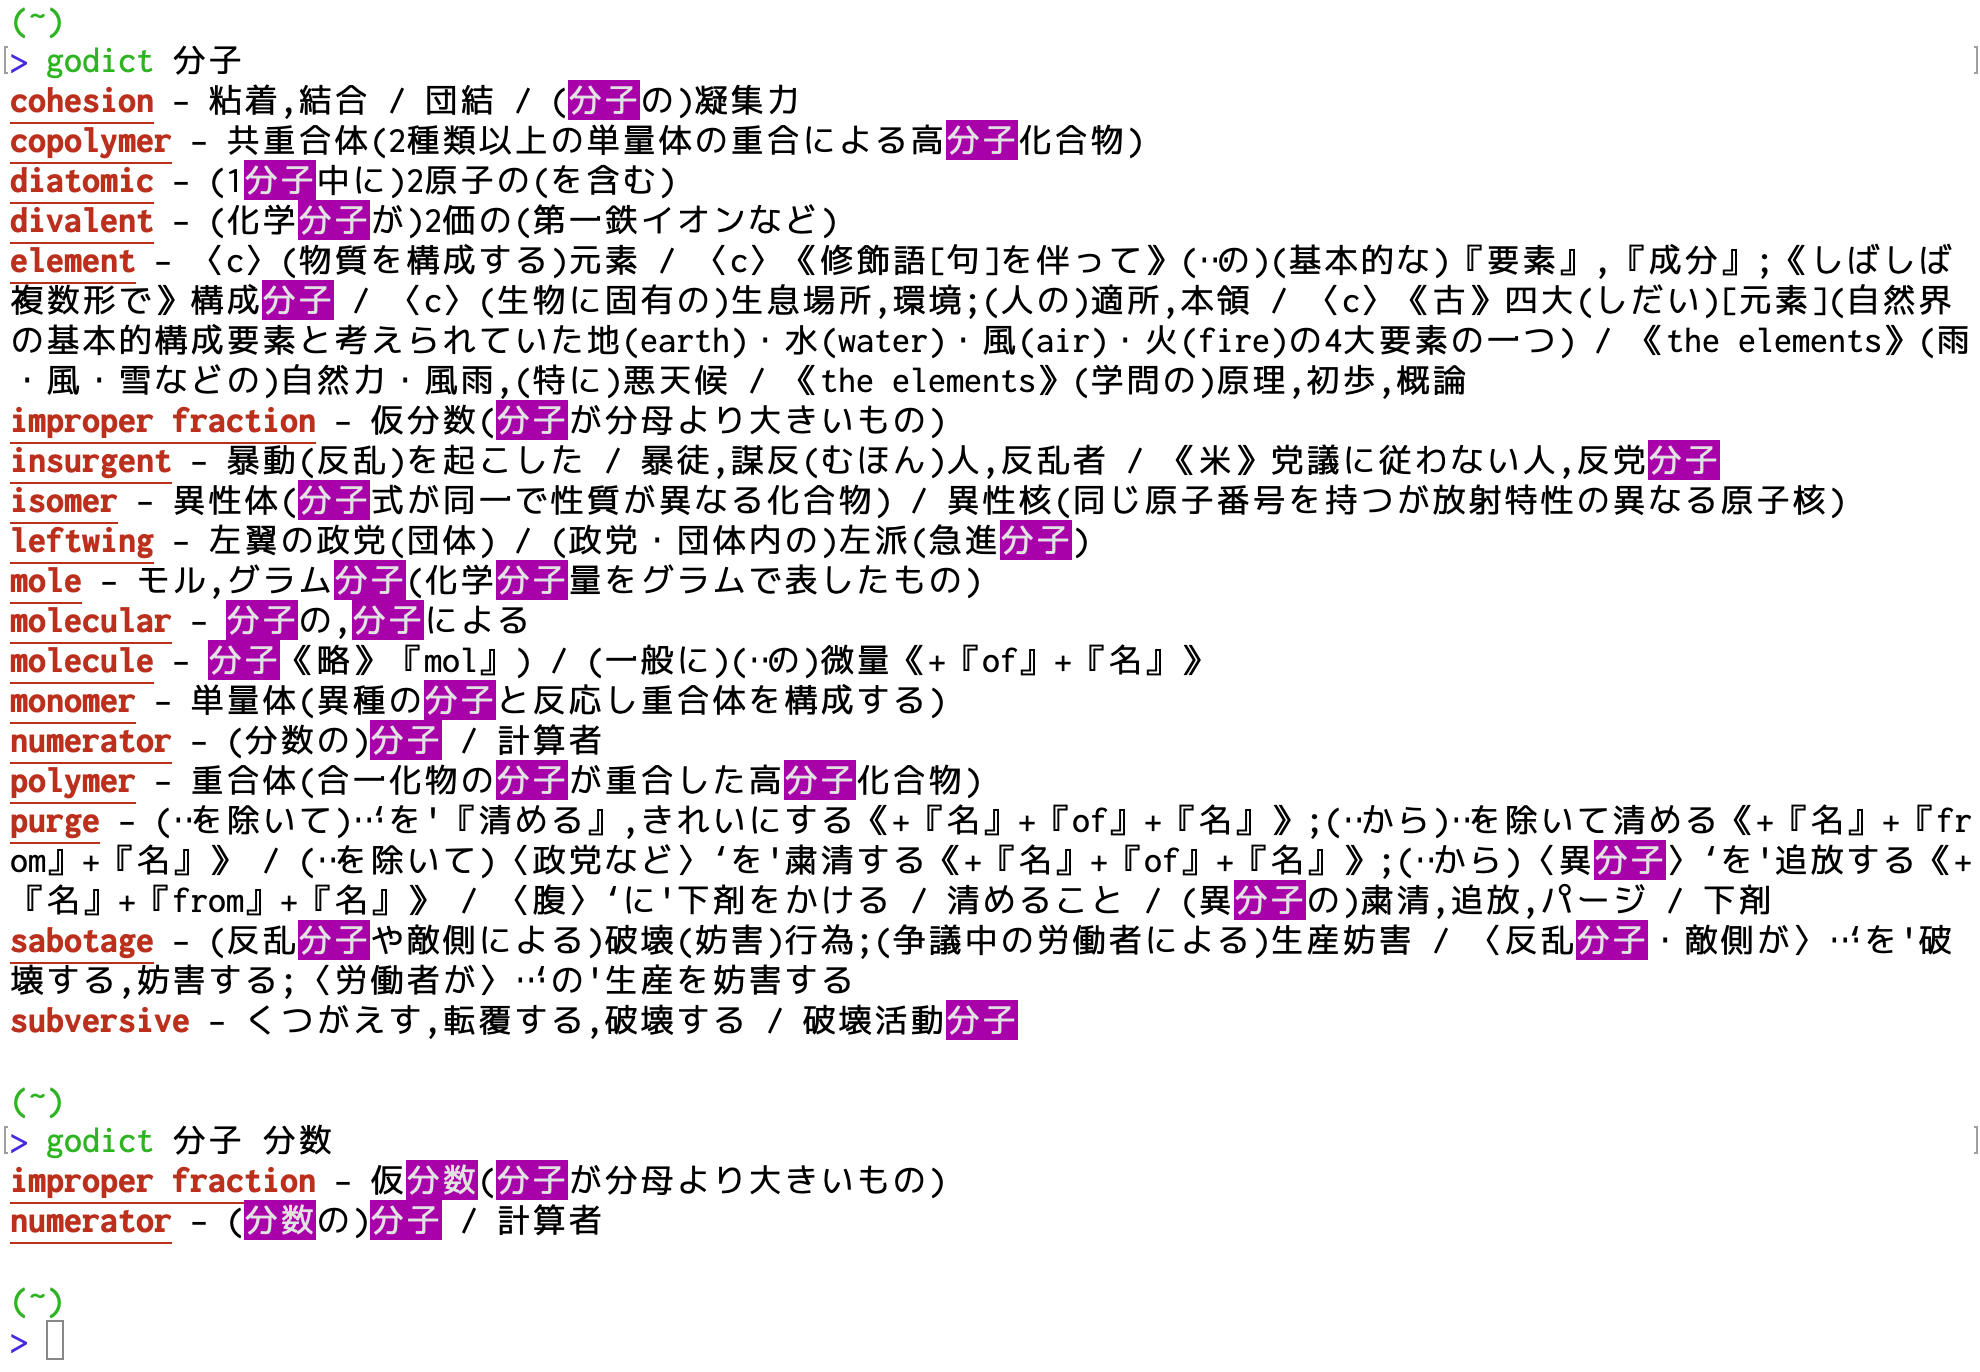 (~)
> godict 分子
cohesion – 粘着,結合 / 団結 / (分子の)凝集力
copolymer – 共重合体(2種類以上の単量体の重合による高分子化合物)
diatomic – (1分子中に)2原子の(を含む)
divalent – (化学分子が)2価の(第一鉄イオンなど)
element – 〈c〉(物質を構成する)元素 / 〈c〉《修飾語[句]を伴って》(‥の)(基本的な)『要素』,『成分』;《しばしば
複数形で》構成分子 / 〈c〉(生物に固有の)生息場所,環境;(人の)適所,本領 / 〈c〉《古》四大(しだい)[元素](自然界
の基本的構成要素と考えられていた地(earth)・水(water)・風(air)・火(fire)の4大要素の一つ) / 《the elements》(雨
・風・雪などの)自然力・風雨,(特に)悪天候 / 《the elements》(学問の)原理,初歩,概論
improper fraction – 仮分数(分子が分母より大きいもの)
insurgent – 暴動(反乱)を起こした / 暴徒,謀反(むほん)人,反乱者 / 《米》党議に従わない人,反党分子
isomer – 異性体(分子式が同一で性質が異なる化合物) / 異性核(同じ原子番号を持つが放射特性の異なる原子核)
leftwing – 左翼の政党(団体) / (政党・団体内の)左派(急進分子)
mole – モル,グラム分子(化学分子量をグラムで表したもの)
molecular – 分子の,分子による
molecule – 分子《略》『mol』) / (一般に)(‥の)微量《+『of』+『名』》
monomer – 単量体(異種の分子と反応し重合体を構成する)
numerator – (分数の)分子 / 計算者
polymer – 重合体(合一化物の分子が重合した高分子化合物)
purge – (‥を除いて)‥‘を'『清める』,きれいにする《+『名』+『of』+『名』》;(‥から)‥を除いて清める《+『名』+『fr
om』+『名』》 / (‥を除いて)〈政党など〉‘を'粛清する《+『名』+『of』+『名』》;(‥から)〈異分子〉‘を'追放する《+
『名』+『from』+『名』》 / 〈腹〉‘に'下剤をかける / 清めること / (異分子の)粛清,追放,パージ / 下剤
sabotage – (反乱分子や敵側による)破壊(妨害)行為;(争議中の労働者による)生産妨害 / 〈反乱分子・敵側が〉‥‘を'破
壊する,妨害する;〈労働者が〉‥‘の'生産を妨害する
subversive – くつがえす,転覆する,破壊する / 破壊活動分子
(~)
> godict 分子 分数
improper fraction – 仮分数(分子が分母より大きいもの)
numerator – (分数の)分子 / 計算者
(~)
>